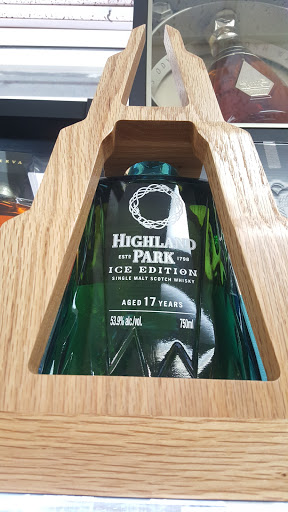 HIGHLAND
ESTD PARK 1798
ICE EDITION
SINGLE MALT SCOTCH WHISKY
AGED 17 YEARS
53.9% alc./vol. 750ml